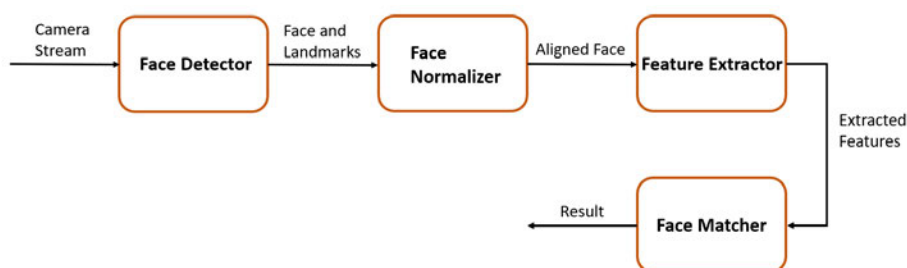 Camera
Stream
Face Detector
Face and
Landmarks
Face
Normalizer
Aligned Face
Feature Extractor
Extracted
Features
Face Matcher
Result